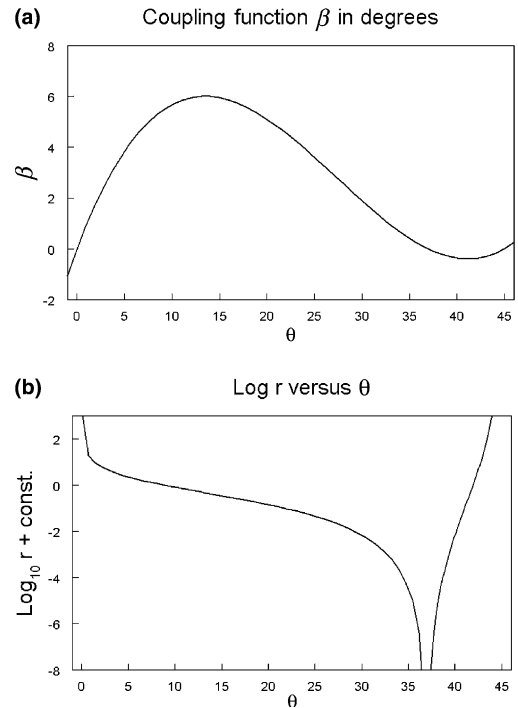 (a) Coupling function β in degrees
8
6
4
2
0
-2
β
0 5 10 15 20 25 30 35 40 45
θ
(b) Log r versus θ
2
0
-2
-4
-6
-8
Log₁₀ r + const.
0 5 10 15 20 25 30 35 40 45
θ